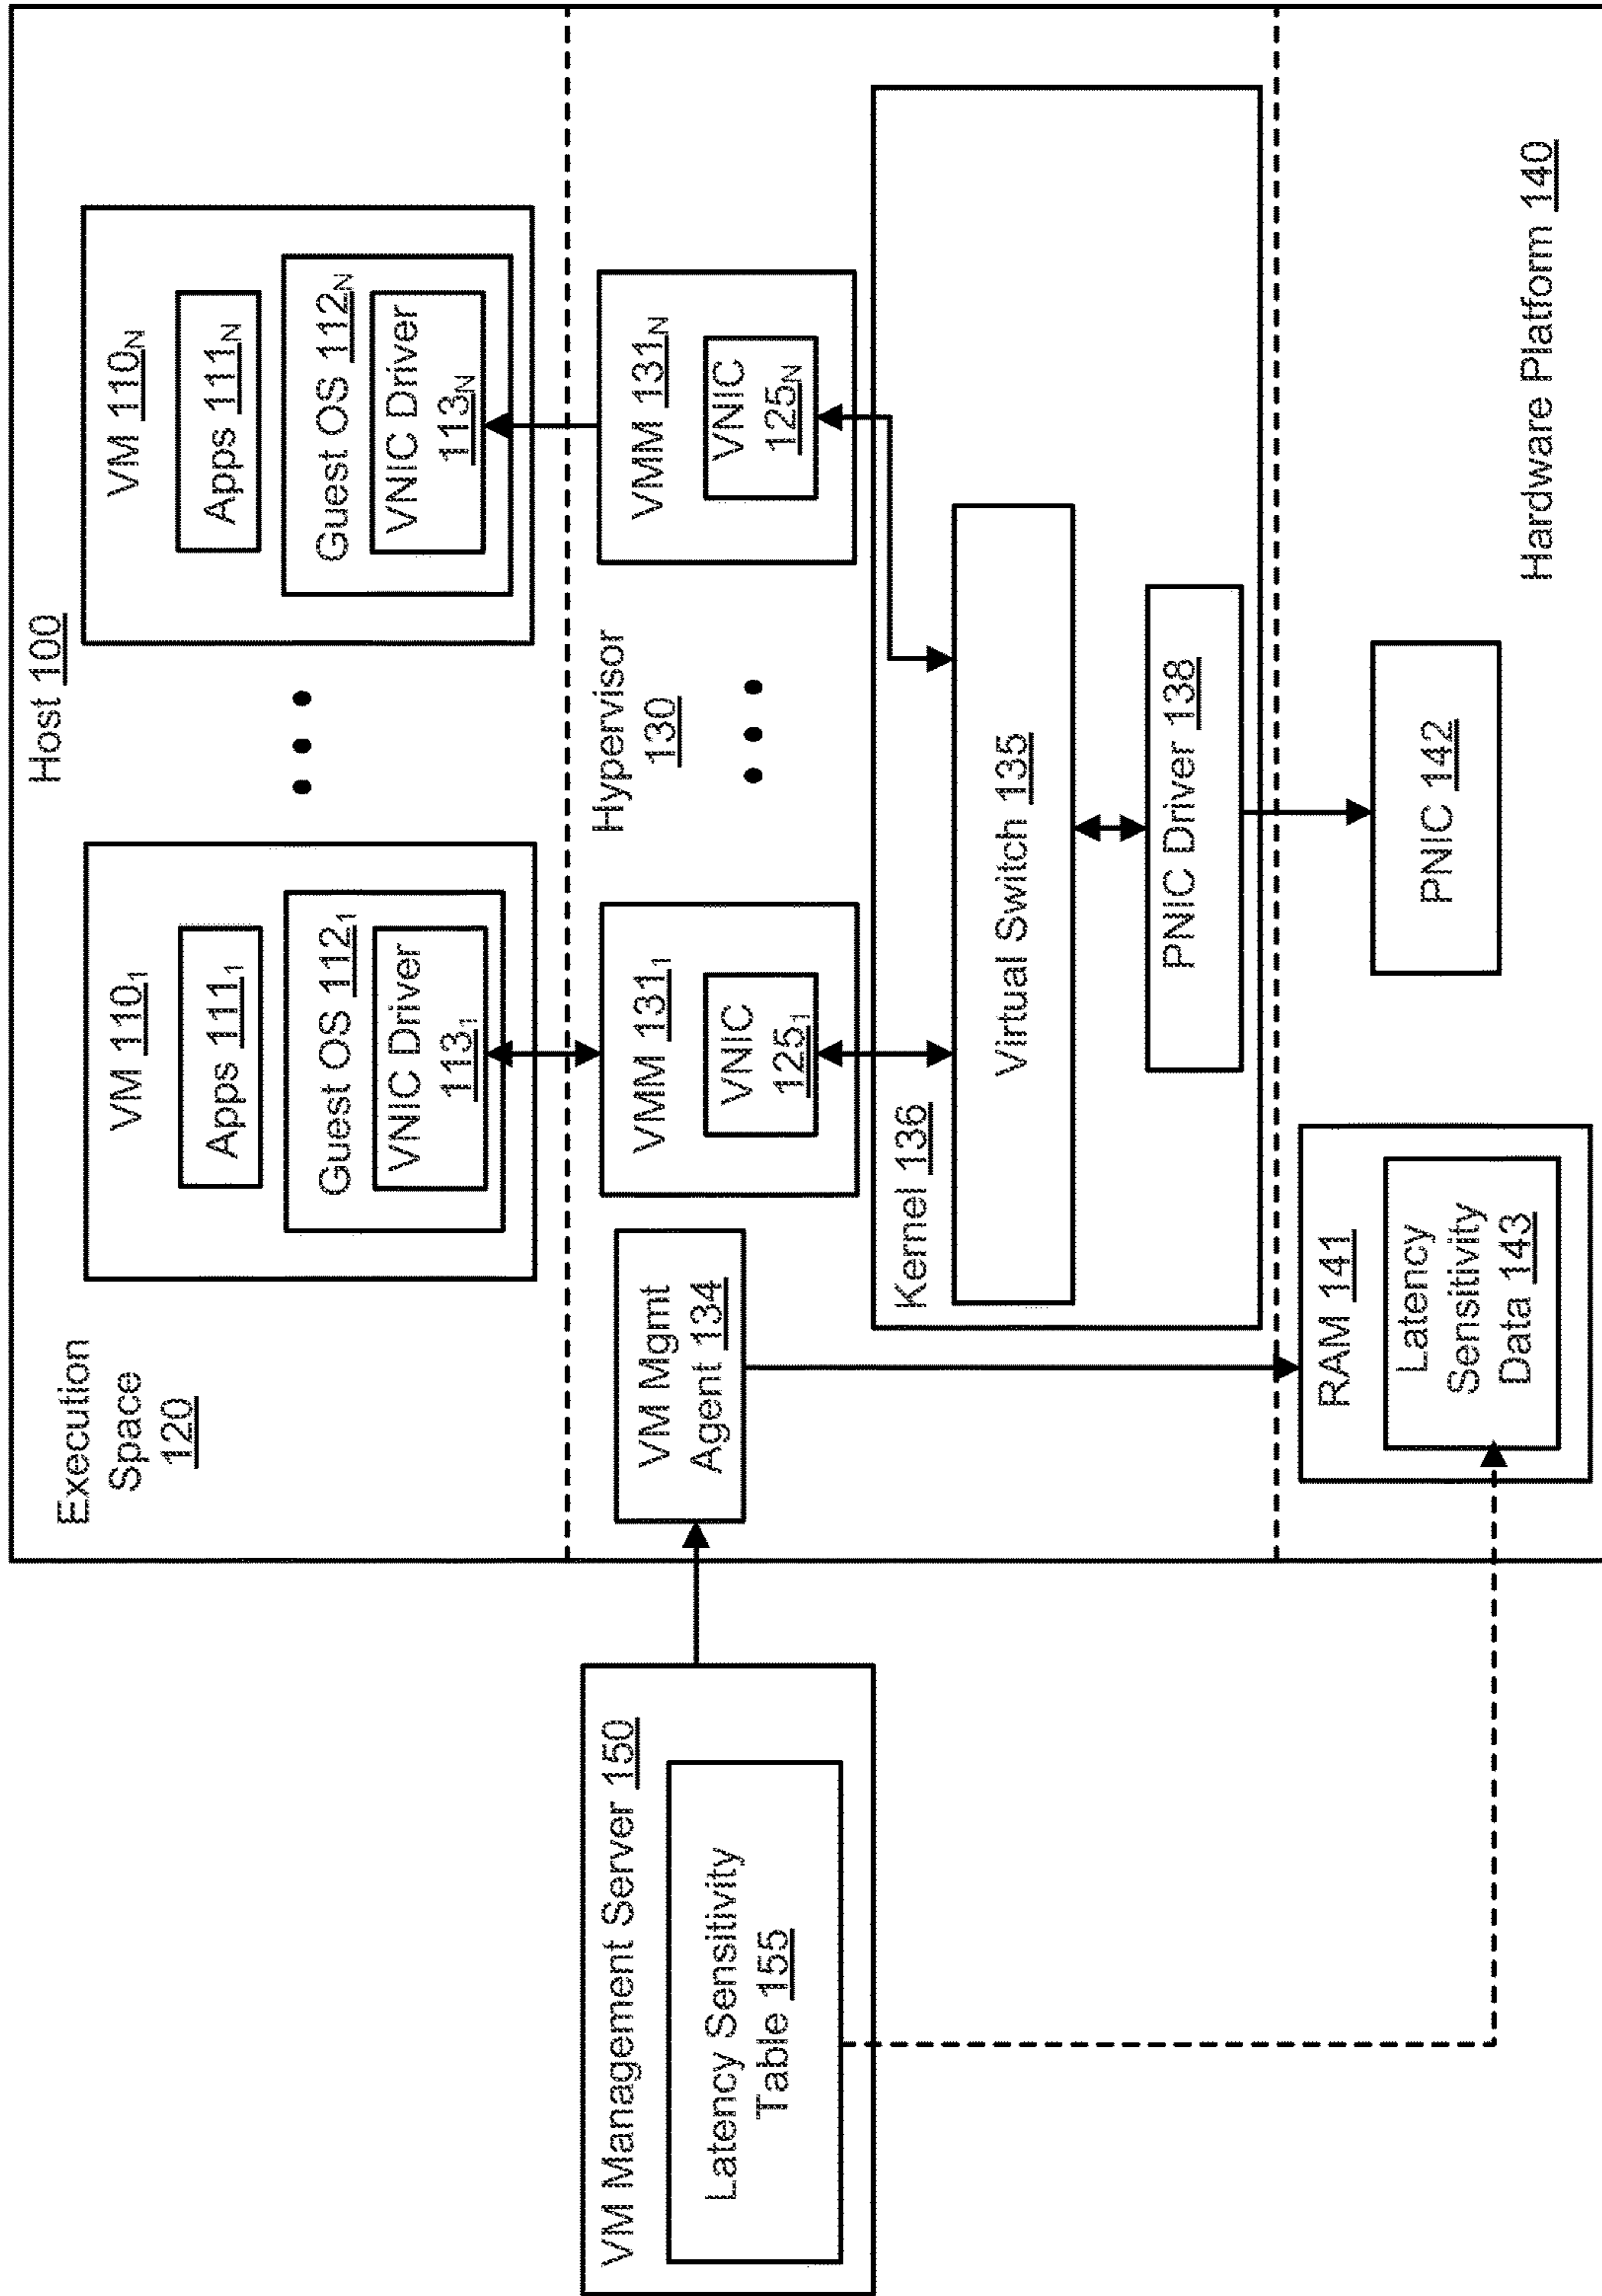 Host 100
Execution
Space
120
VM 110₁
Apps 111₁
Guest OS 112₁
VNIC Driver
113₁
VM 110N
Apps 111N
Guest OS 112N
VNIC Driver
113N
Hypervisor
130
VM Management Server 150
Latency Sensitivity
Table 155
VM Mgmt
Agent 134
VMM 131₁
VNIC
125₁
VMM 131N
VNIC
125N
Kernel 136
Virtual Switch 135
PNIC Driver 138
RAM 141
Latency
Sensitivity
Data 143
PNIC 142
Hardware Platform 140